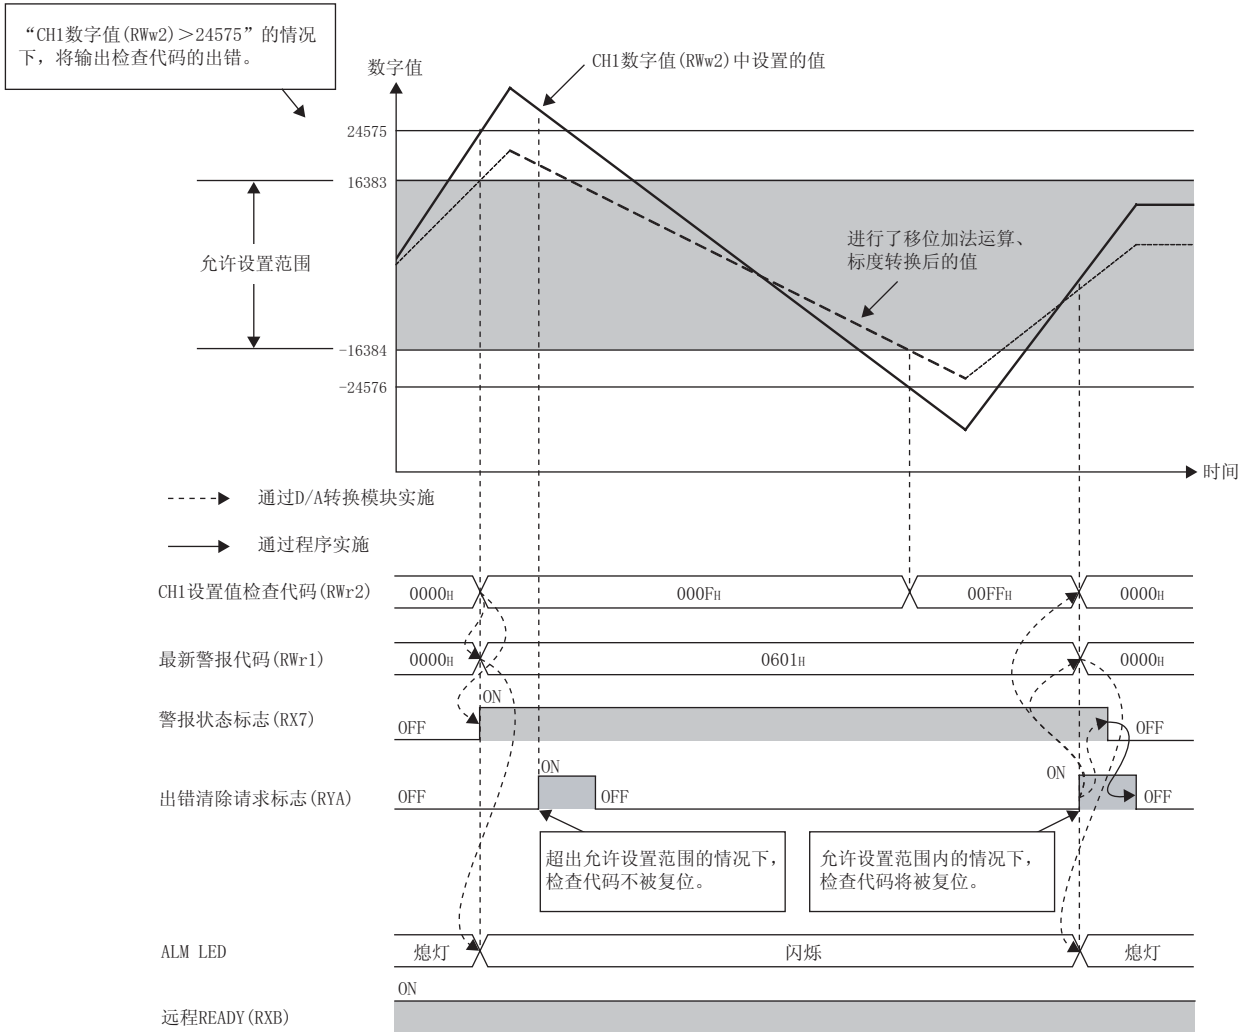 “CH1数字值(RWw2)＞24575”的情况
下，将输出检查代码的出错。
数字值
CH1数字值(RWw2)中设置的值
24575
16383
允许设置范围
进行了移位加法运算、
标度转换后的值
-16384
-24576
时间
通过D/A转换模块实施
通过程序实施
CH1设置值检查代码(RWr2)
0000H
000FH
00FFH
0000H
最新警报代码(RWr1)
0000H
0601H
0000H
警报状态标志(RX7)
OFF
ON
OFF
出错清除请求标志(RYA)
OFF
ON
OFF
ON
OFF
超出允许设置范围的情况下，
检查代码不被复位。
允许设置范围内的情况下，
检查代码将被复位。
ALM LED
熄灯
闪烁
熄灯
ON
远程READY(RXB)